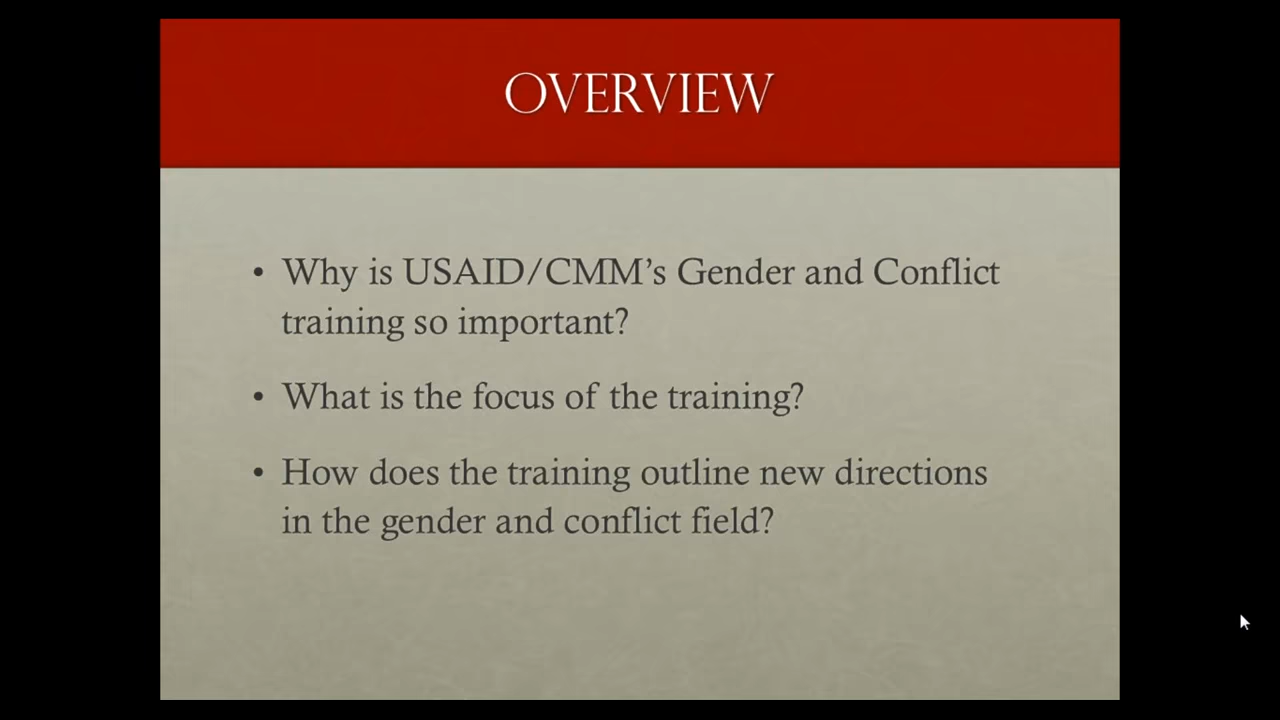 OVERVIEW
• Why is USAID/CMM’s Gender and Conflict
training so important?
• What is the focus of the training?
• How does the training outline new directions
in the gender and conflict field?